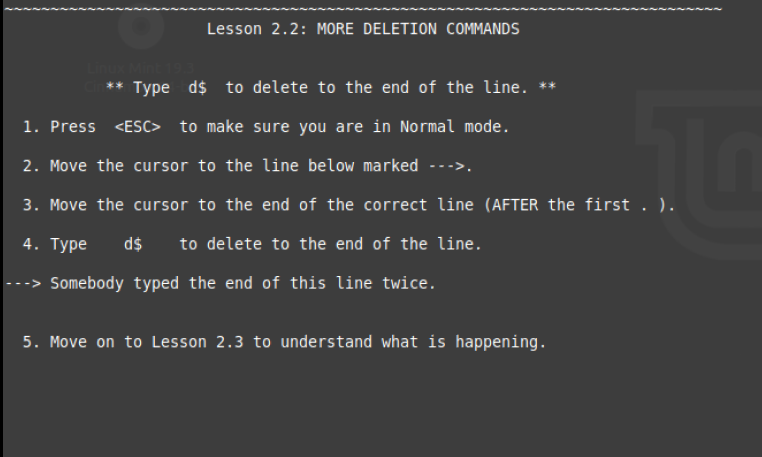 ~~~~~~~~~~~~~~~~~~~~~~~~~~~~~~~~~~~~~~~~~~~~~~~~~~~~~~~~~~~~~~~~~~~~~~~~~~~~~~
Lesson 2.2: MORE DELETION COMMANDS
** Type  d$  to delete to the end of the line. **
1. Press  <ESC>  to make sure you are in Normal mode.
2. Move the cursor to the line below marked --->.
3. Move the cursor to the end of the correct line (AFTER the first . ).
4. Type    d$    to delete to the end of the line.
---> Somebody typed the end of this line twice.
5. Move on to Lesson 2.3 to understand what is happening.